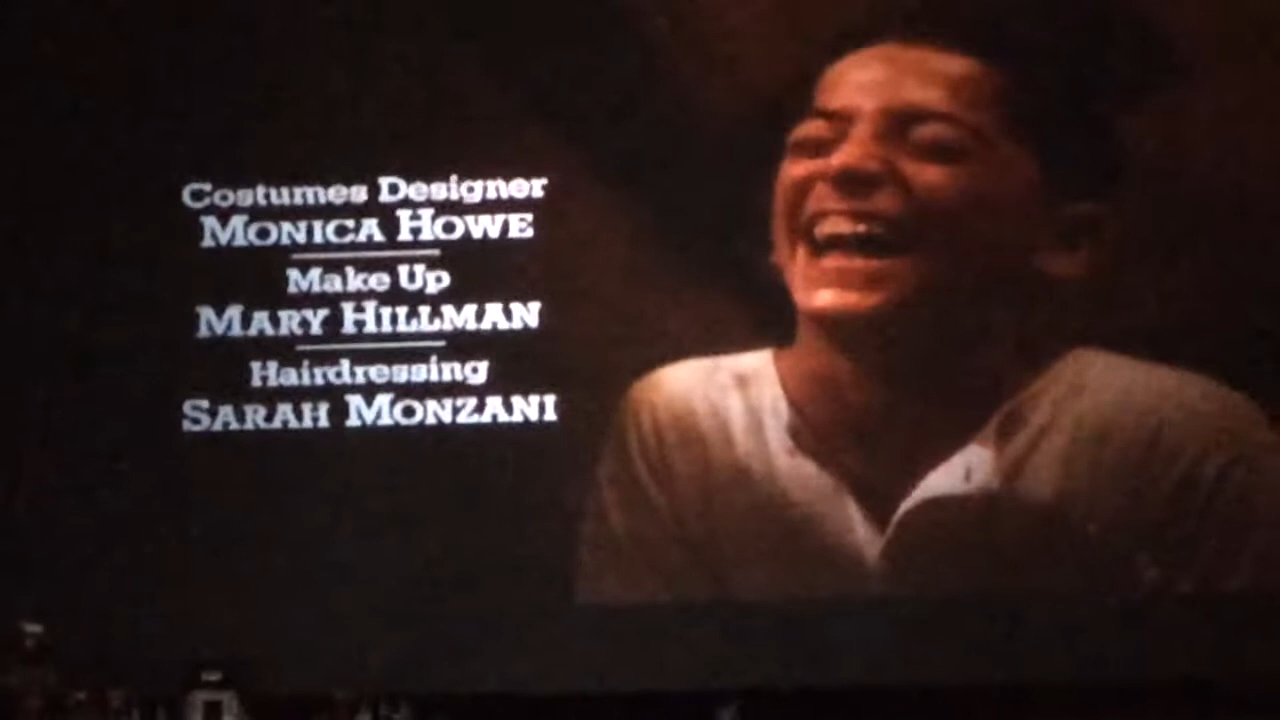 Costumes Designer
MONICA HOWE
Make Up
MARY HILLMAN
Hairdressing
SARAH MONZANI